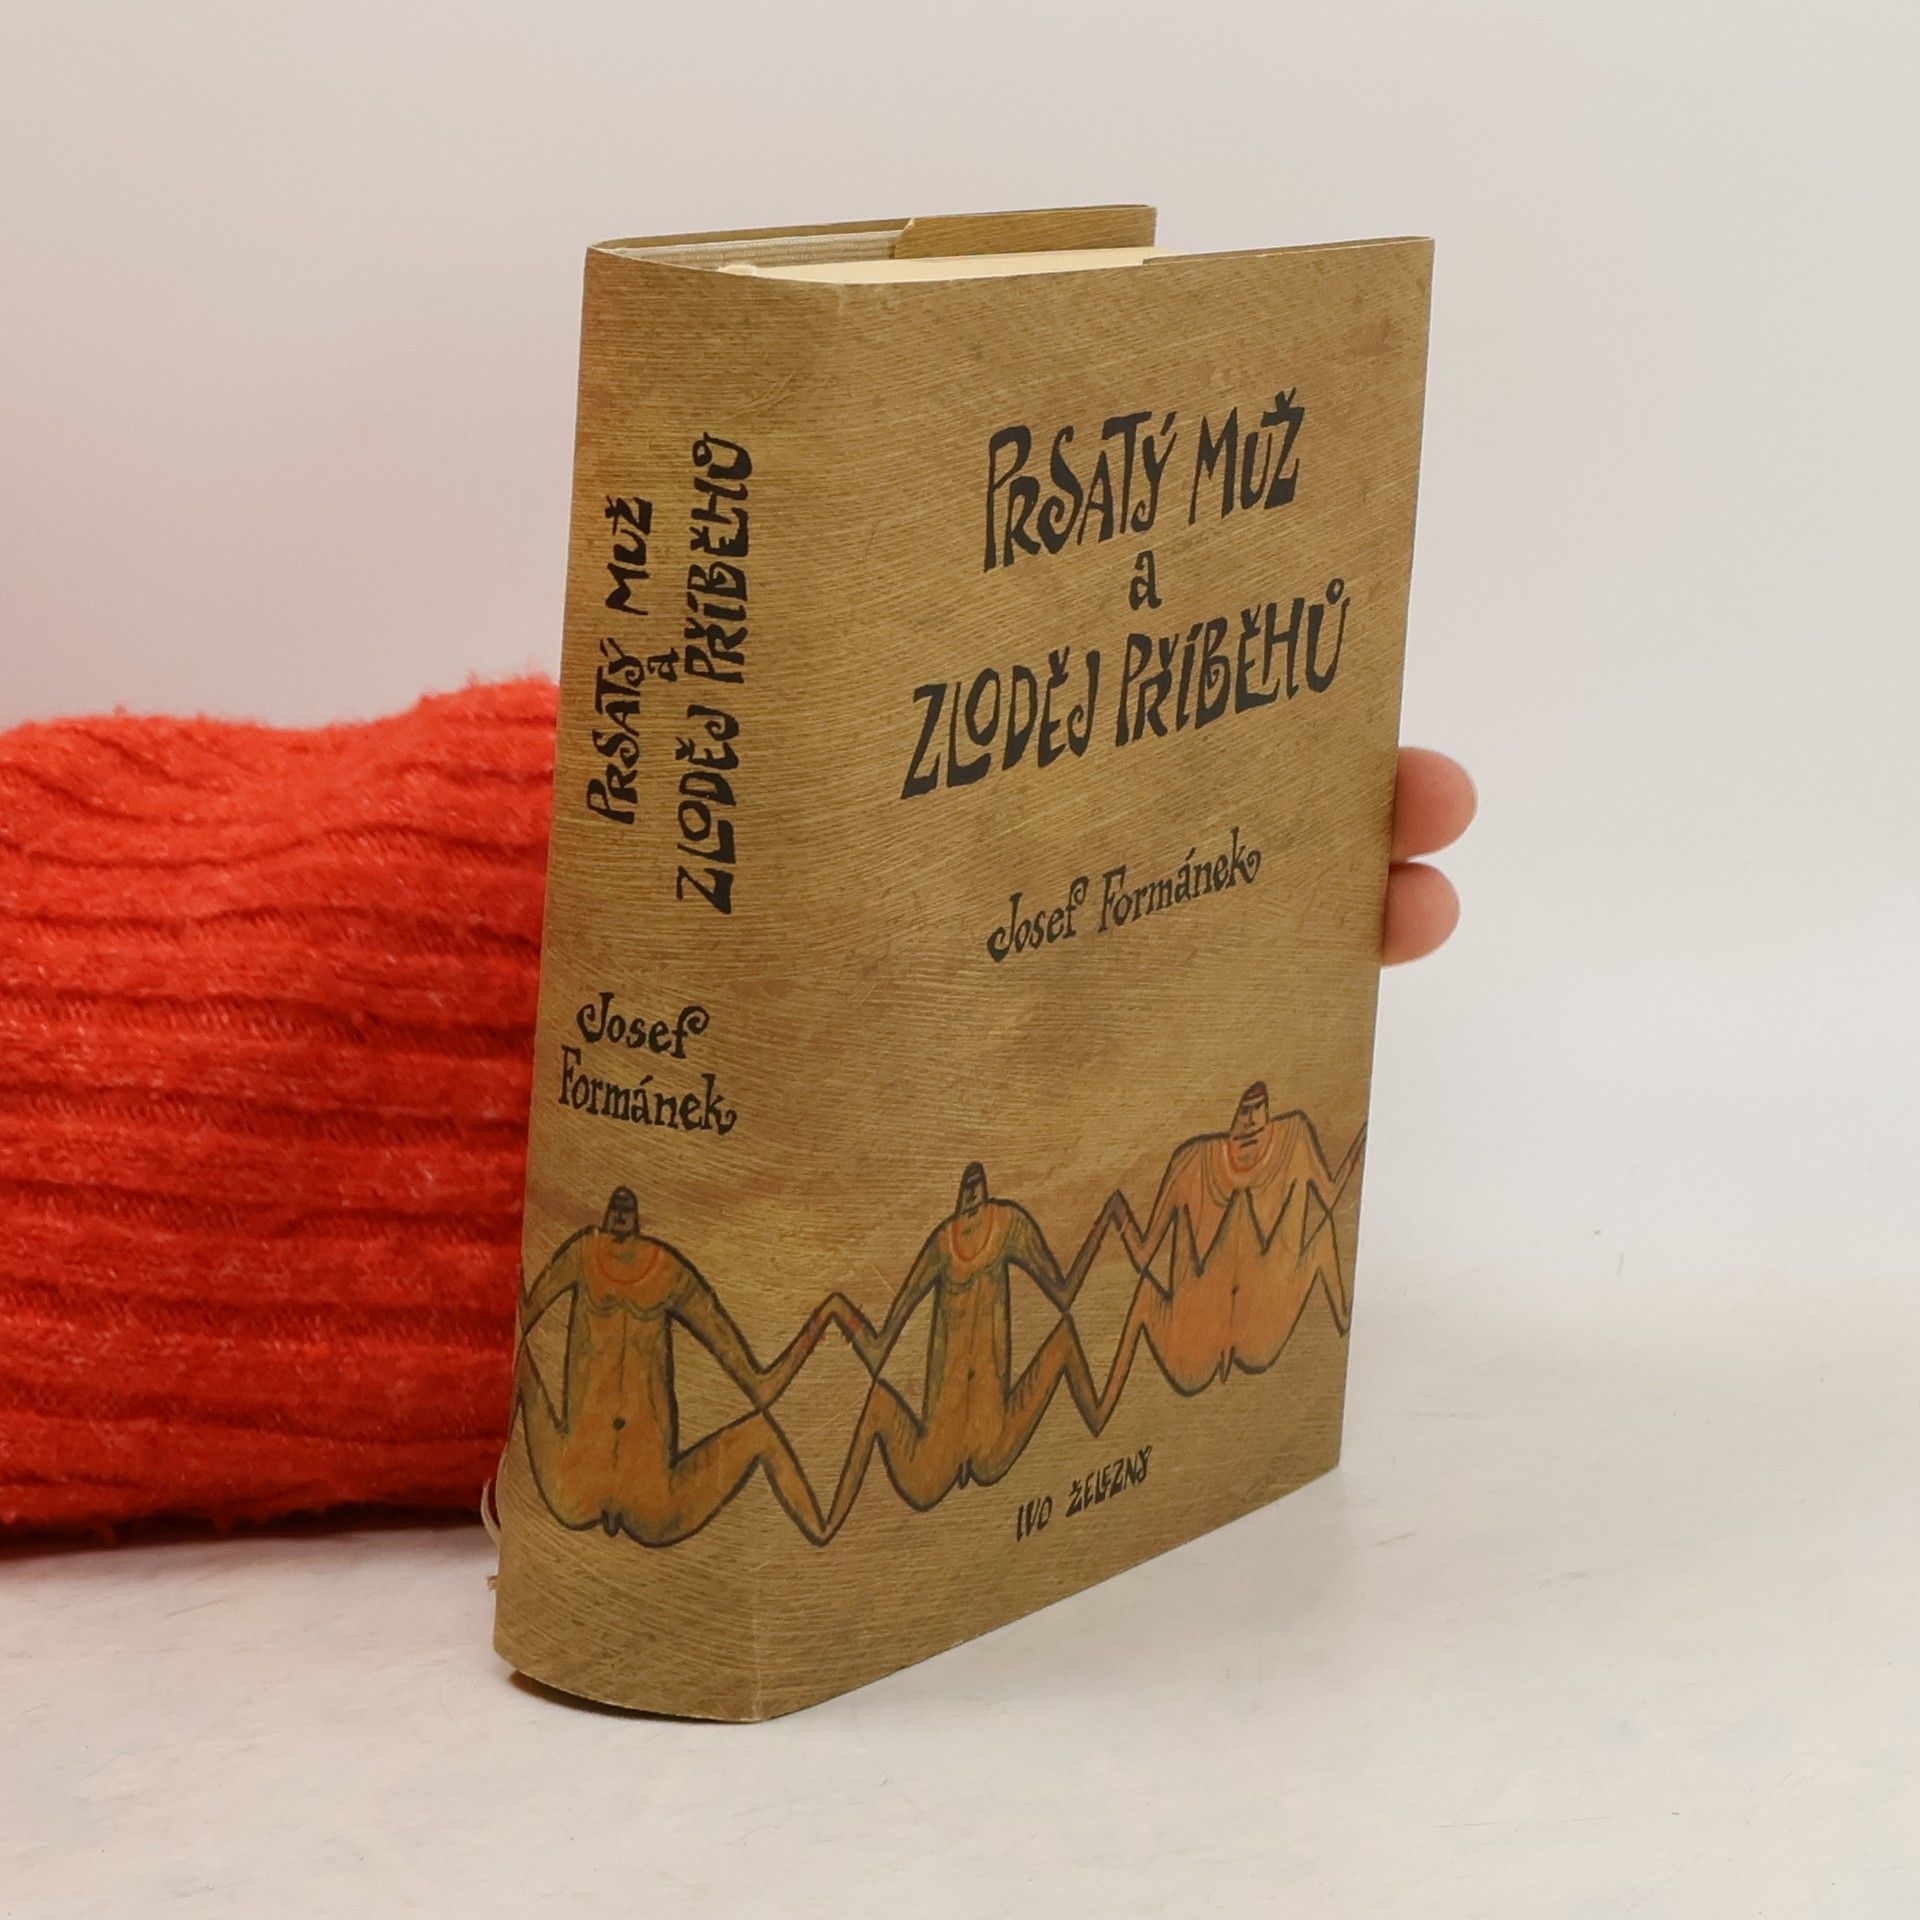 PRSATÝ MUŽ
a
ZLODĚJ PŘÍBĚHŮ
Josef
Formánek
PRSATÝ MUŽ
a
ZLODĚJ PŘÍBĚHŮ
Josef Formánek
IVO ŽELEZNÝ